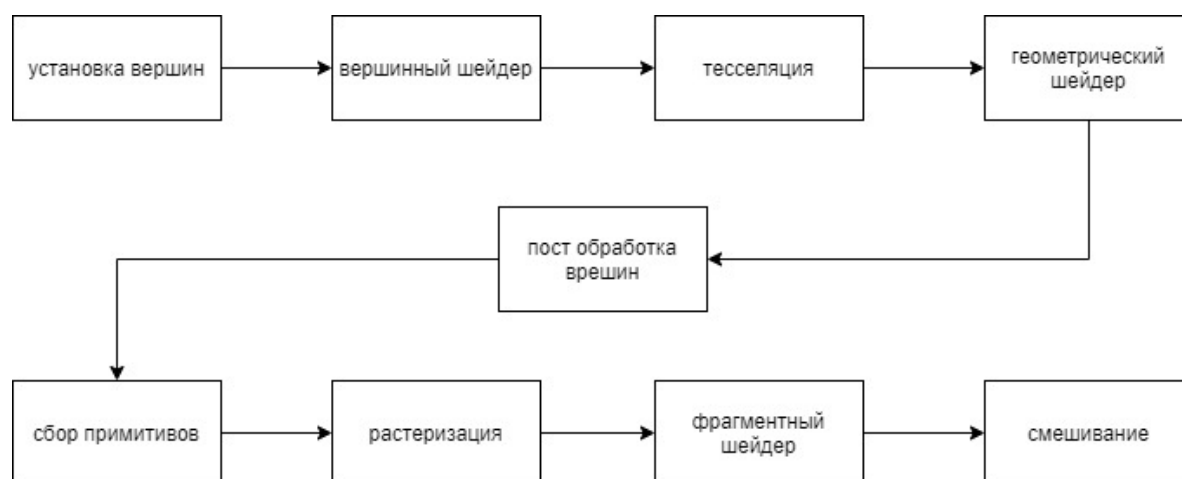 установка вершин
вершинный шейдер
тесселяция
геометрический
шейдер
пост обработка
врешин
сбор примитивов
растеризация
фрагментный
шейдер
смешивание